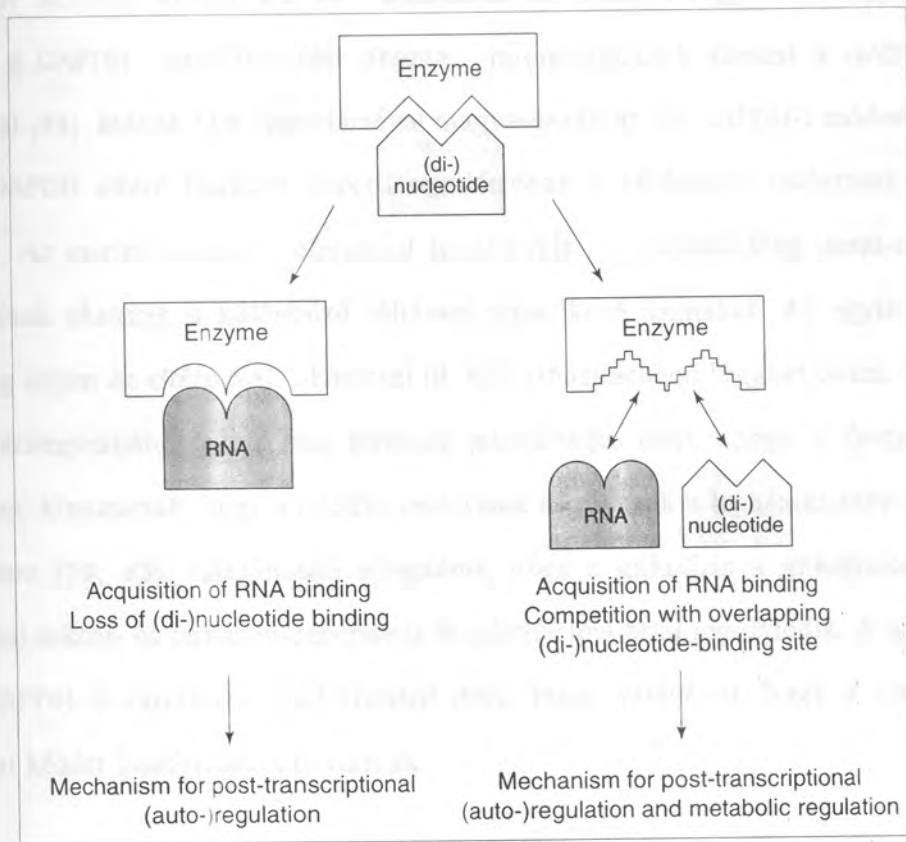 Enzyme
(di-)
nucleotide
Enzyme
RNA
Enzyme
RNA
(di-)
nucleotide
Acquisition of RNA binding
Loss of (di-)nucleotide binding
Acquisition of RNA binding
Competition with overlapping
(di-)nucleotide-binding site
Mechanism for post-transcriptional
(auto-)regulation
Mechanism for post-transcriptional
(auto-)regulation and metabolic regulation